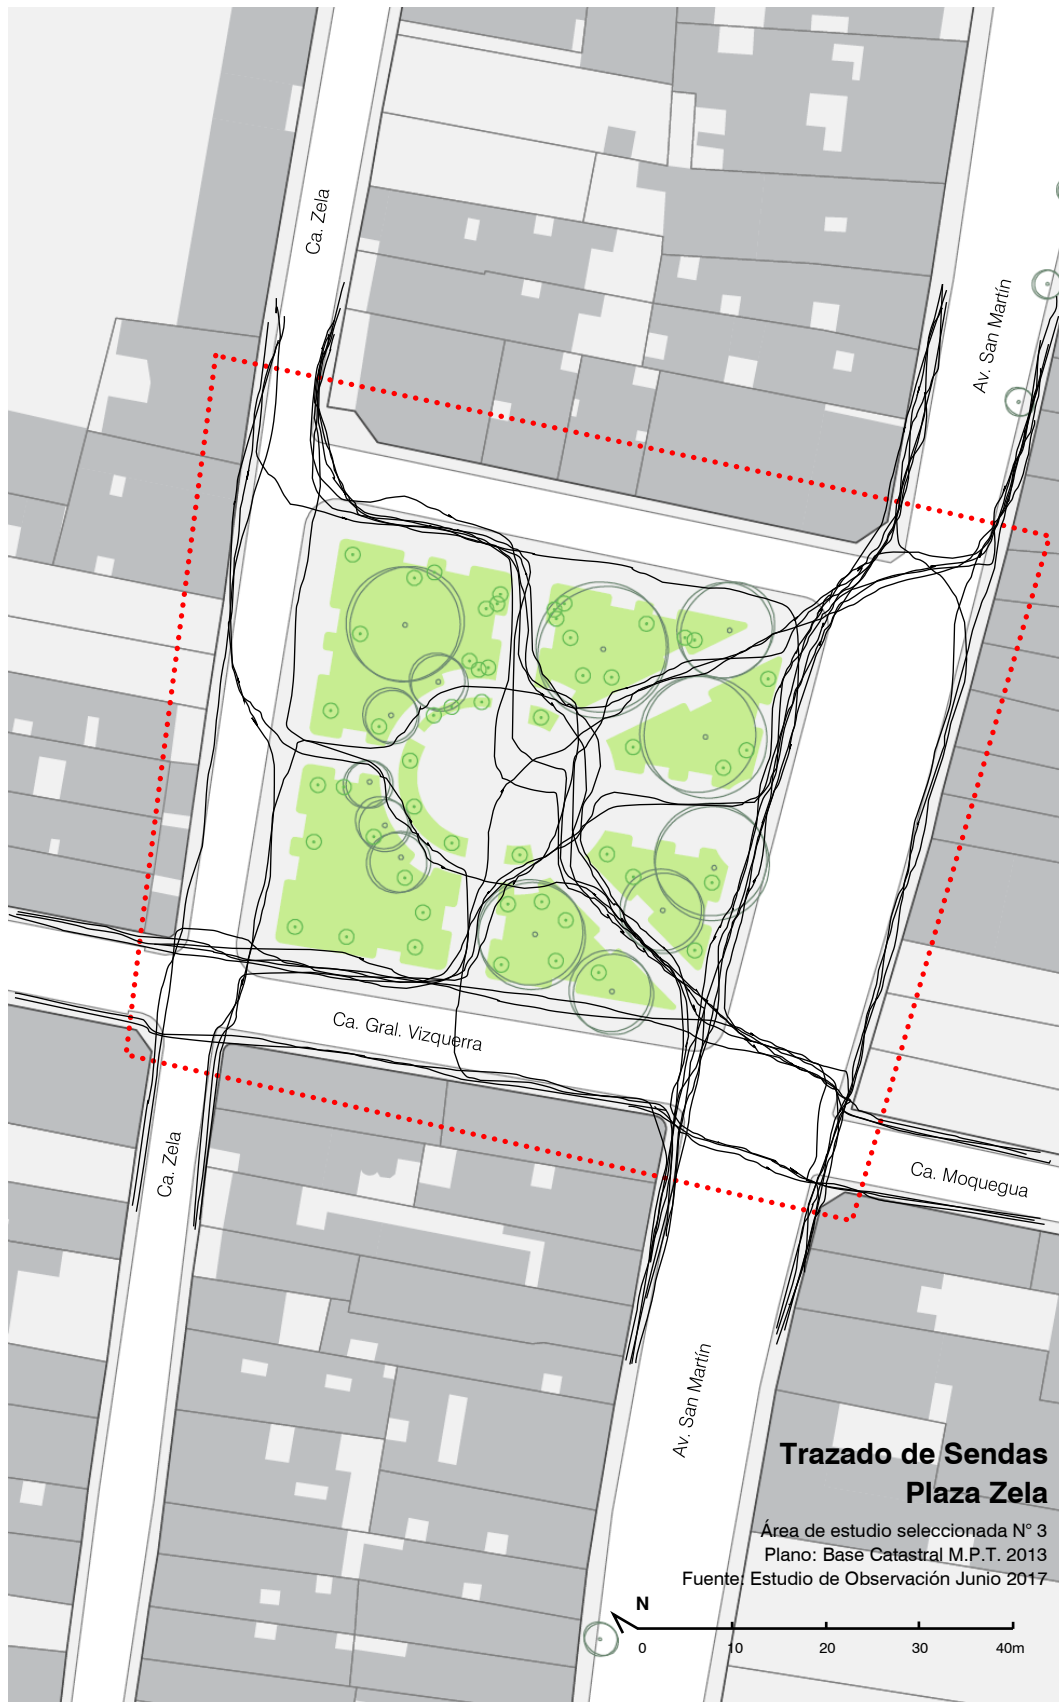 Ca. Zela
Av. San Martín
Ca. Gral. Vizquerra
Ca. Zela
Ca. Moquegua
Av. San Martín
Trazado de Sendas
Plaza Zela
Área de estudio seleccionada N° 3
Plano: Base Catastral M.P.T. 2013
Fuente: Estudio de Observación Junio 2017
N
0 10 20 30 40m